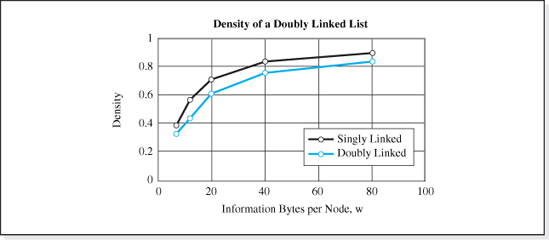 Density of a Doubly Linked List
1
0.8
0.6
0.4
0.2
0
Density
Singly Linked
Doubly Linked
0 20 40 60 80 100
Information Bytes per Node, w